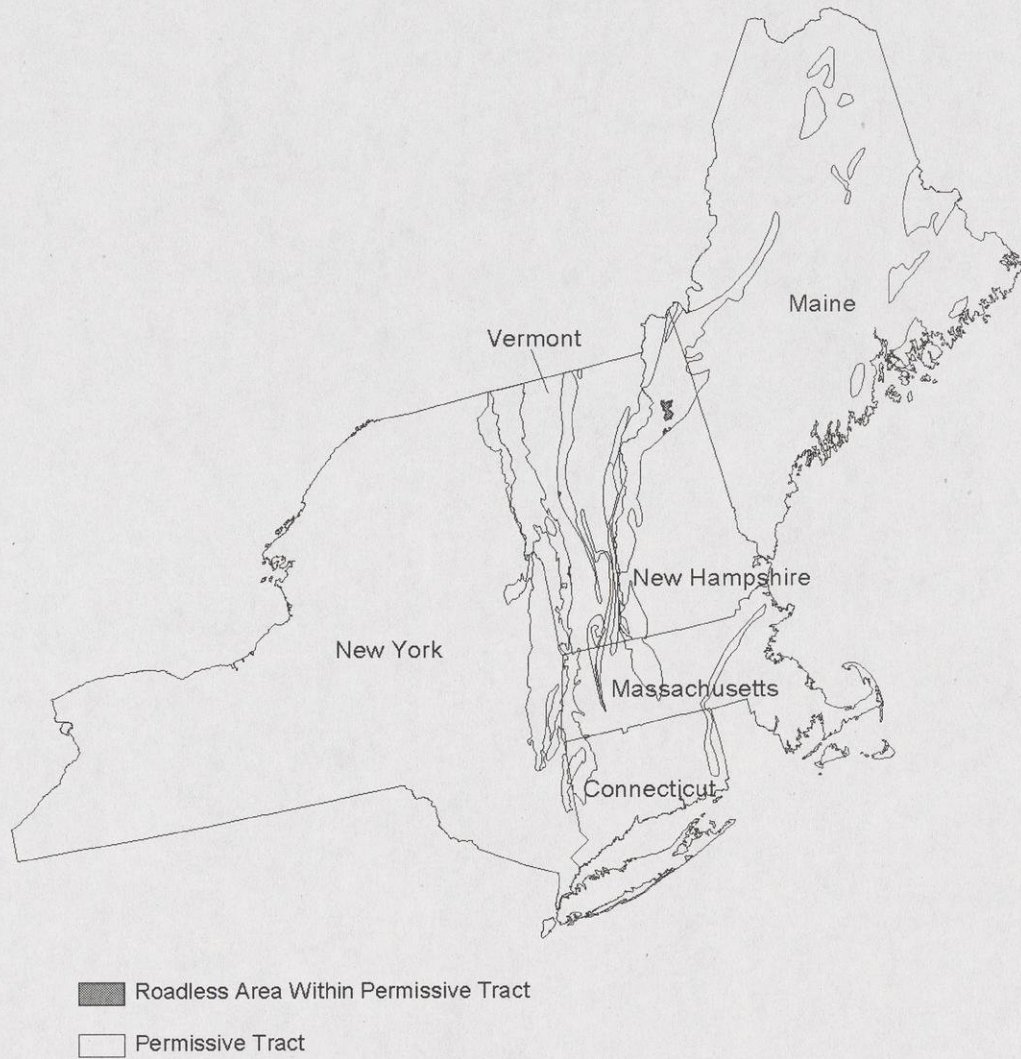 Maine
Vermont
New Hampshire
New York
Massachusetts
Connecticut
Roadless Area Within Permissive Tract
Permissive Tract